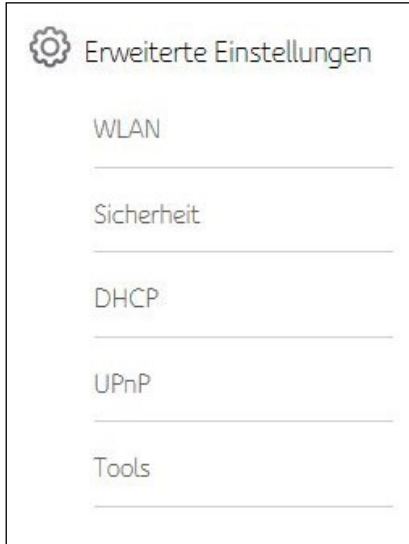 Erweiterte Einstellungen
WLAN
Sicherheit
DHCP
UPnP
Tools